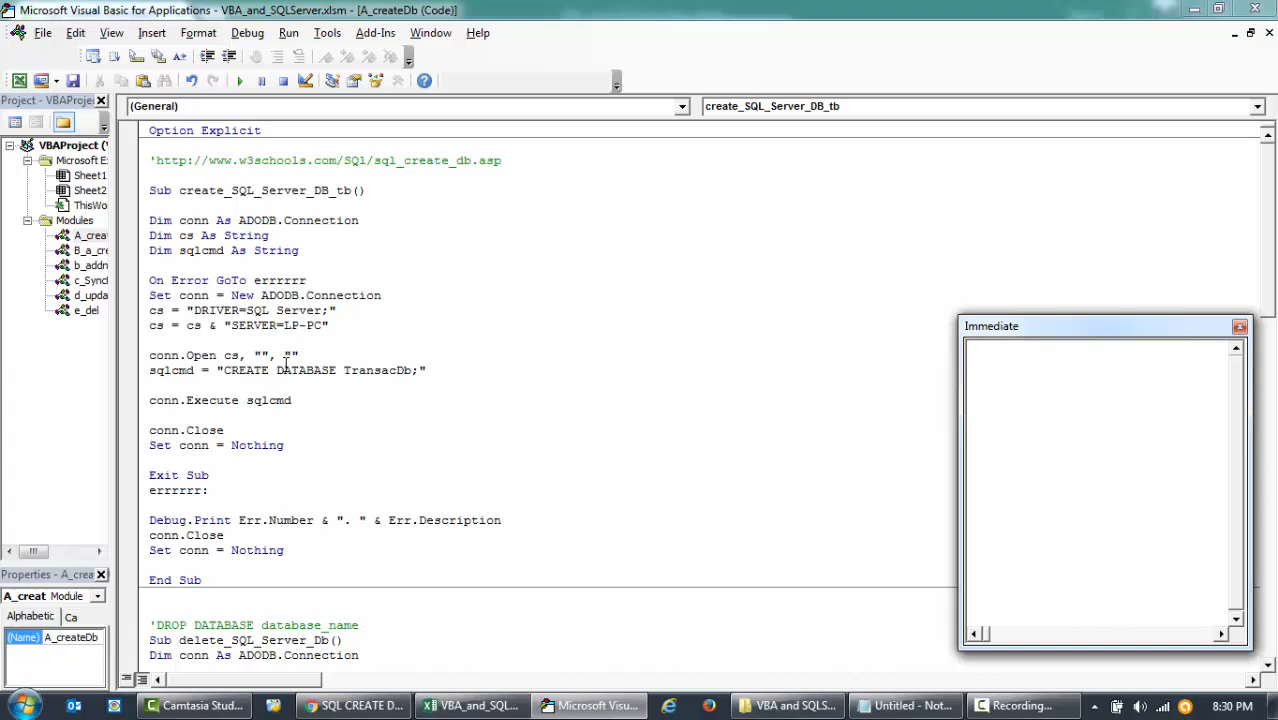 Microsoft Visual Basic for Applications - VBA_and_SQLServer.xlsm - [A_createDb (Code)]
File Edit View Insert Format Debug Run Tools Add-Ins Window Help
Project - VBAProjec
(General)
create_SQL_Server_DB_tb
VBAProject (
Microsoft Ex
Sheet1
Sheet2
ThisWo
Modules
A_creat
B_a_cre
b_addn
c_Synch
d_upda
e_del
Option Explicit
'http://www.w3schools.com/SQl/sql_create_db.asp
Sub create_SQL_Server_DB_tb()
Dim conn As ADODB.Connection
Dim cs As String
Dim sqlcmd As String
On Error GoTo errrrrr
Set conn = New ADODB.Connection
cs = "DRIVER=SQL Server;"
cs = cs & "SERVER=LP-PC"
conn.Open cs, "", ""
sqlcmd = "CREATE DATABASE TransacDb;"
conn.Execute sqlcmd
conn.Close
Set conn = Nothing
Exit Sub
errrrrr:
Debug.Print Err.Number & ". " & Err.Description
conn.Close
Set conn = Nothing
End Sub
'DROP DATABASE database_name
Sub delete_SQL_Server_Db()
Dim conn As ADODB.Connection
Immediate
Properties - A_creat
A_creat Module
Alphabetic Ca
(Name) A_createDb
Camtasia Stud...
SQL CREATE D...
VBA_and_SQL...
Microsoft Visu...
VBA and SQLS...
Untitled - Not...
Recording...
8:30 PM